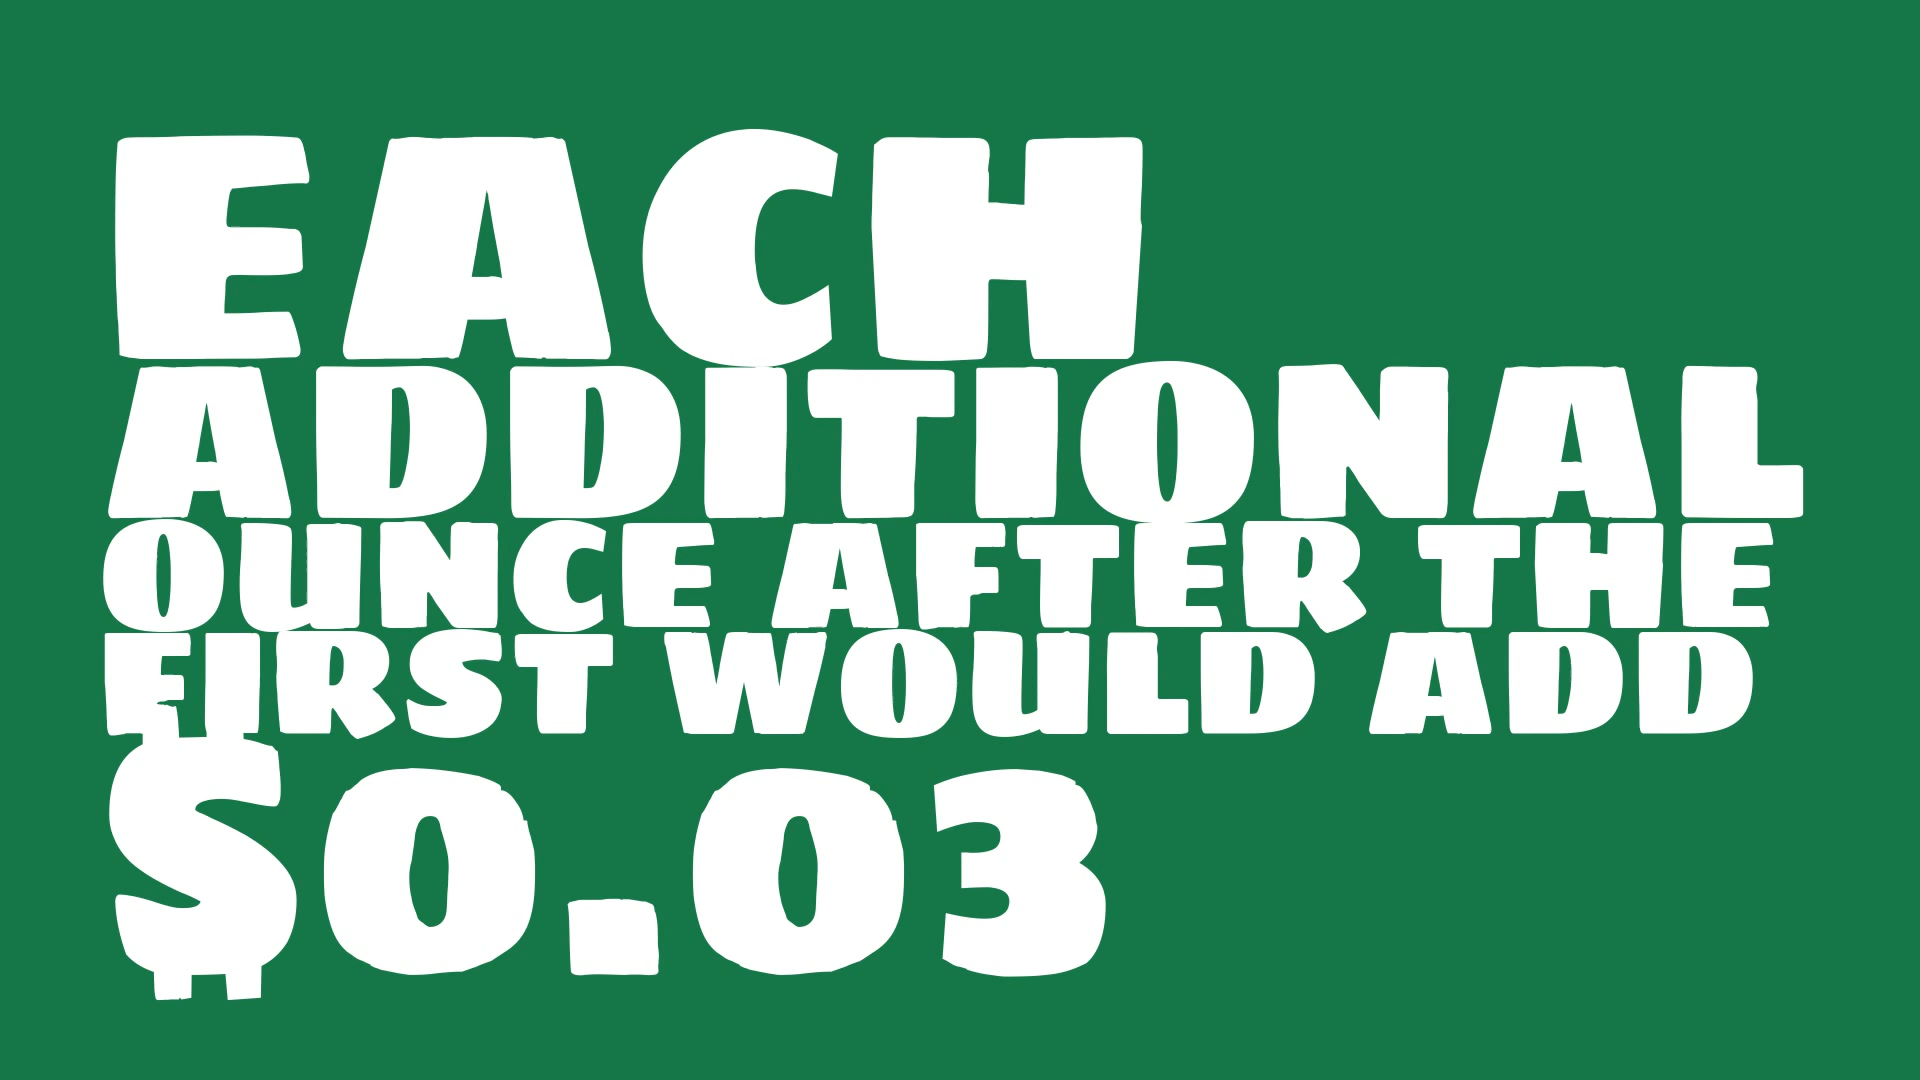 EACH
ADDITIONAL
OUNCE AFTER THE
FIRST WOULD ADD
$0.03